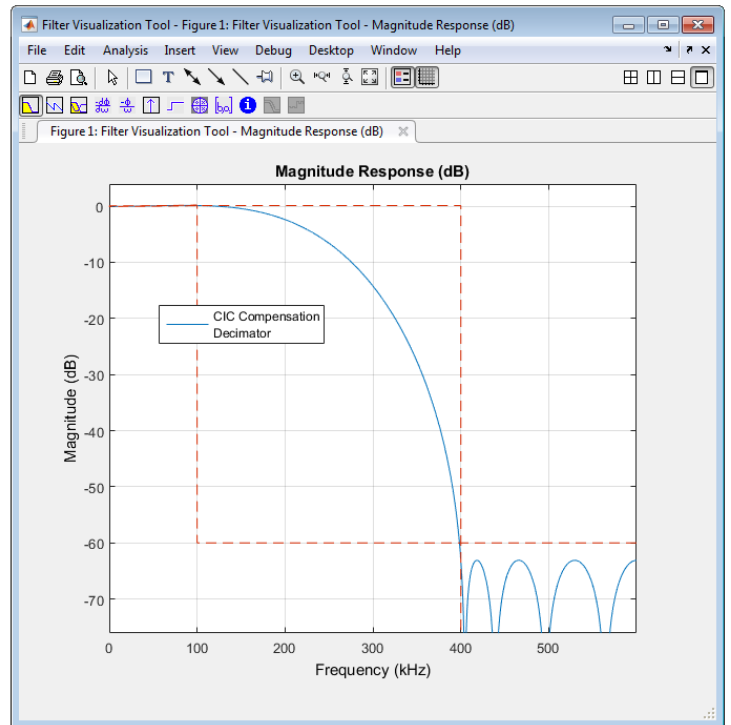 Filter Visualization Tool - Figure 1: Filter Visualization Tool - Magnitude Response (dB)
File Edit Analysis Insert View Debug Desktop Window Help
T
[b,a]
Figure 1: Filter Visualization Tool - Magnitude Response (dB)
Magnitude Response (dB)
0
-10
-20
-30
-40
-50
-60
-70
Magnitude (dB)
CIC Compensation
Decimator
0 100 200 300 400 500
Frequency (kHz)